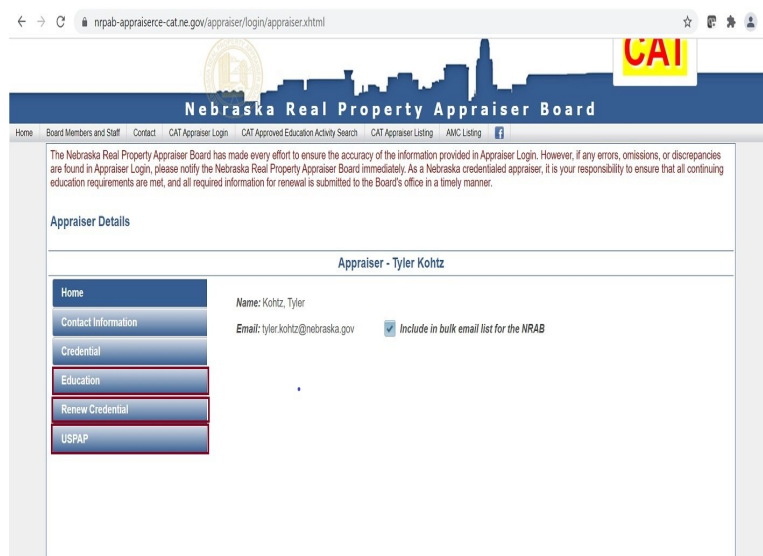 nrpab-appraiserce-cat.ne.gov/appraiser/login/appraiser.xhtml
CAT
Nebraska Real Property Appraiser Board
Home Board Members and Staff Contact CAT Appraiser Login CAT Approved Education Activity Search CAT Appraiser Listing AMC Listing f
The Nebraska Real Property Appraiser Board has made every effort to ensure the accuracy of the information provided in Appraiser Login. However, if any errors, omissions, or discrepancies
are found in Appraiser Login, please notify the Nebraska Real Property Appraiser Board immediately. As a Nebraska credentialed appraiser, it is your responsibility to ensure that all continuing
education requirements are met, and all required information for renewal is submitted to the Board's office in a timely manner.
Appraiser Details
Appraiser - Tyler Kohtz
Home
Contact Information
Credential
Education
Renew Credential
USPAP
Name: Kohtz, Tyler
Email: tyler.kohtz@nebraska.gov Include in bulk email list for the NRAB